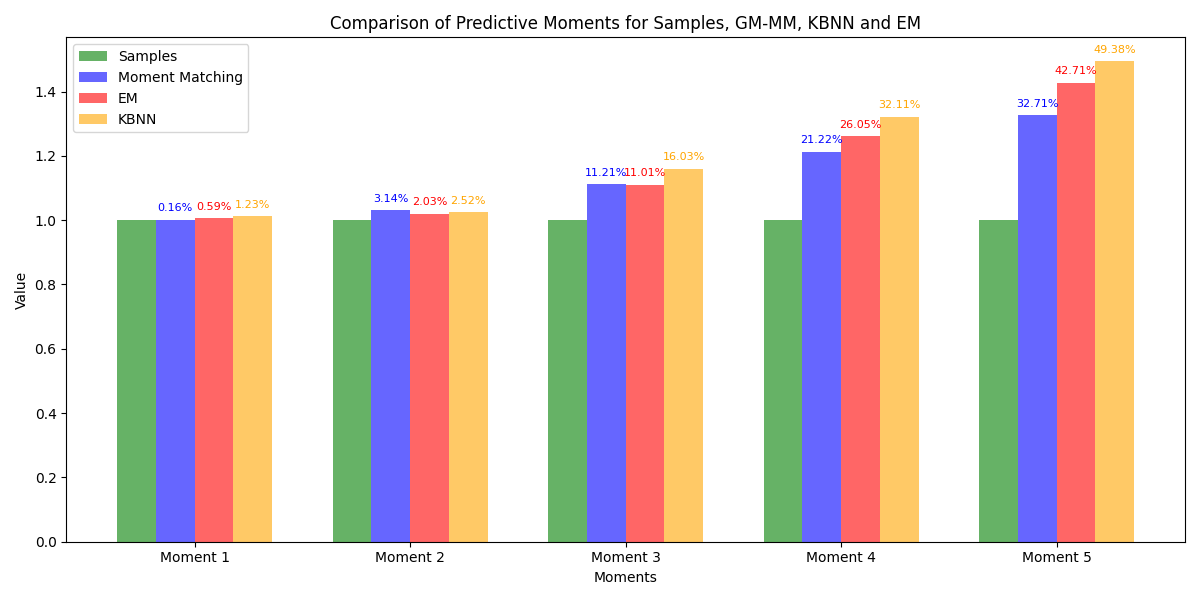 Comparison of Predictive Moments for Samples, GM-MM, KBNN and EM
Samples
Moment Matching
EM
KBNN
Value
1.4
1.2
1.0
0.8
0.6
0.4
0.2
0.0
0.16%
0.59%
1.23%
3.14%
2.03%
2.52%
11.21%
11.01%
16.03%
21.22%
26.05%
32.11%
32.71%
42.71%
49.38%
Moment 1
Moment 2
Moment 3
Moment 4
Moment 5
Moments